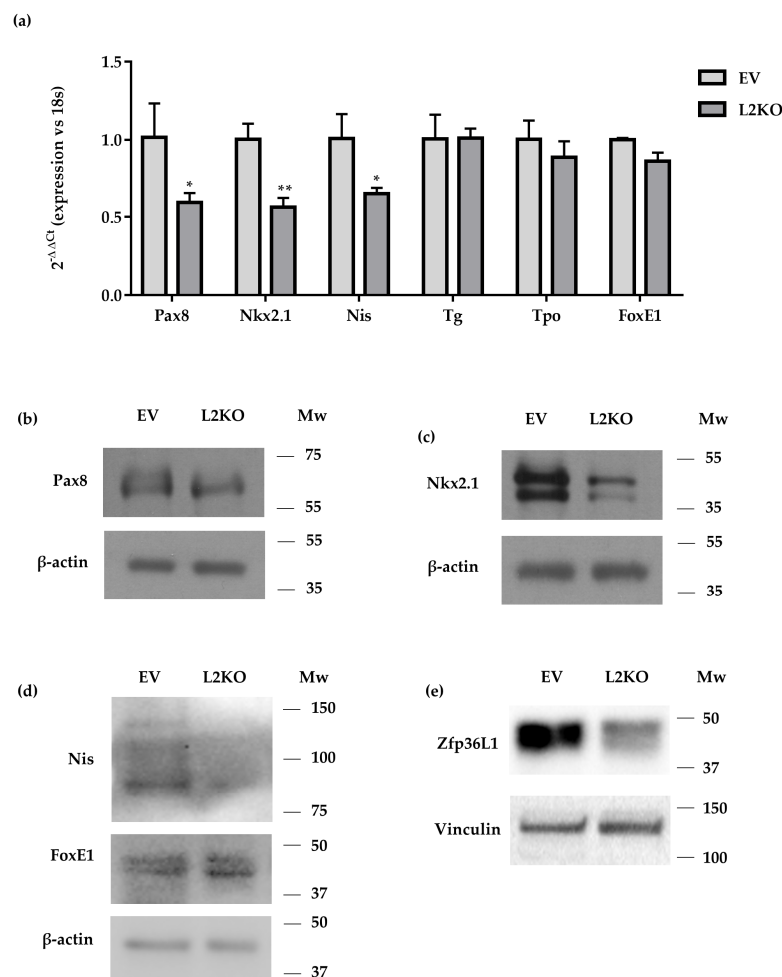 (a)
2^-ΔΔCt (expression vs 18s)
1.5
1.0
0.5
0.0
EV
L2KO
*
**
*
Pax8 Nkx2.1 Nis Tg Tpo FoxE1
(b)
EV L2KO Mw
Pax8
75
55
β-actin
55
35
(c)
EV L2KO Mw
Nkx2.1
55
35
β-actin
55
35
(d)
EV L2KO Mw
Nis
150
100
75
FoxE1
50
37
β-actin
50
37
(e)
EV L2KO Mw
Zfp36L1
50
37
Vinculin
150
100